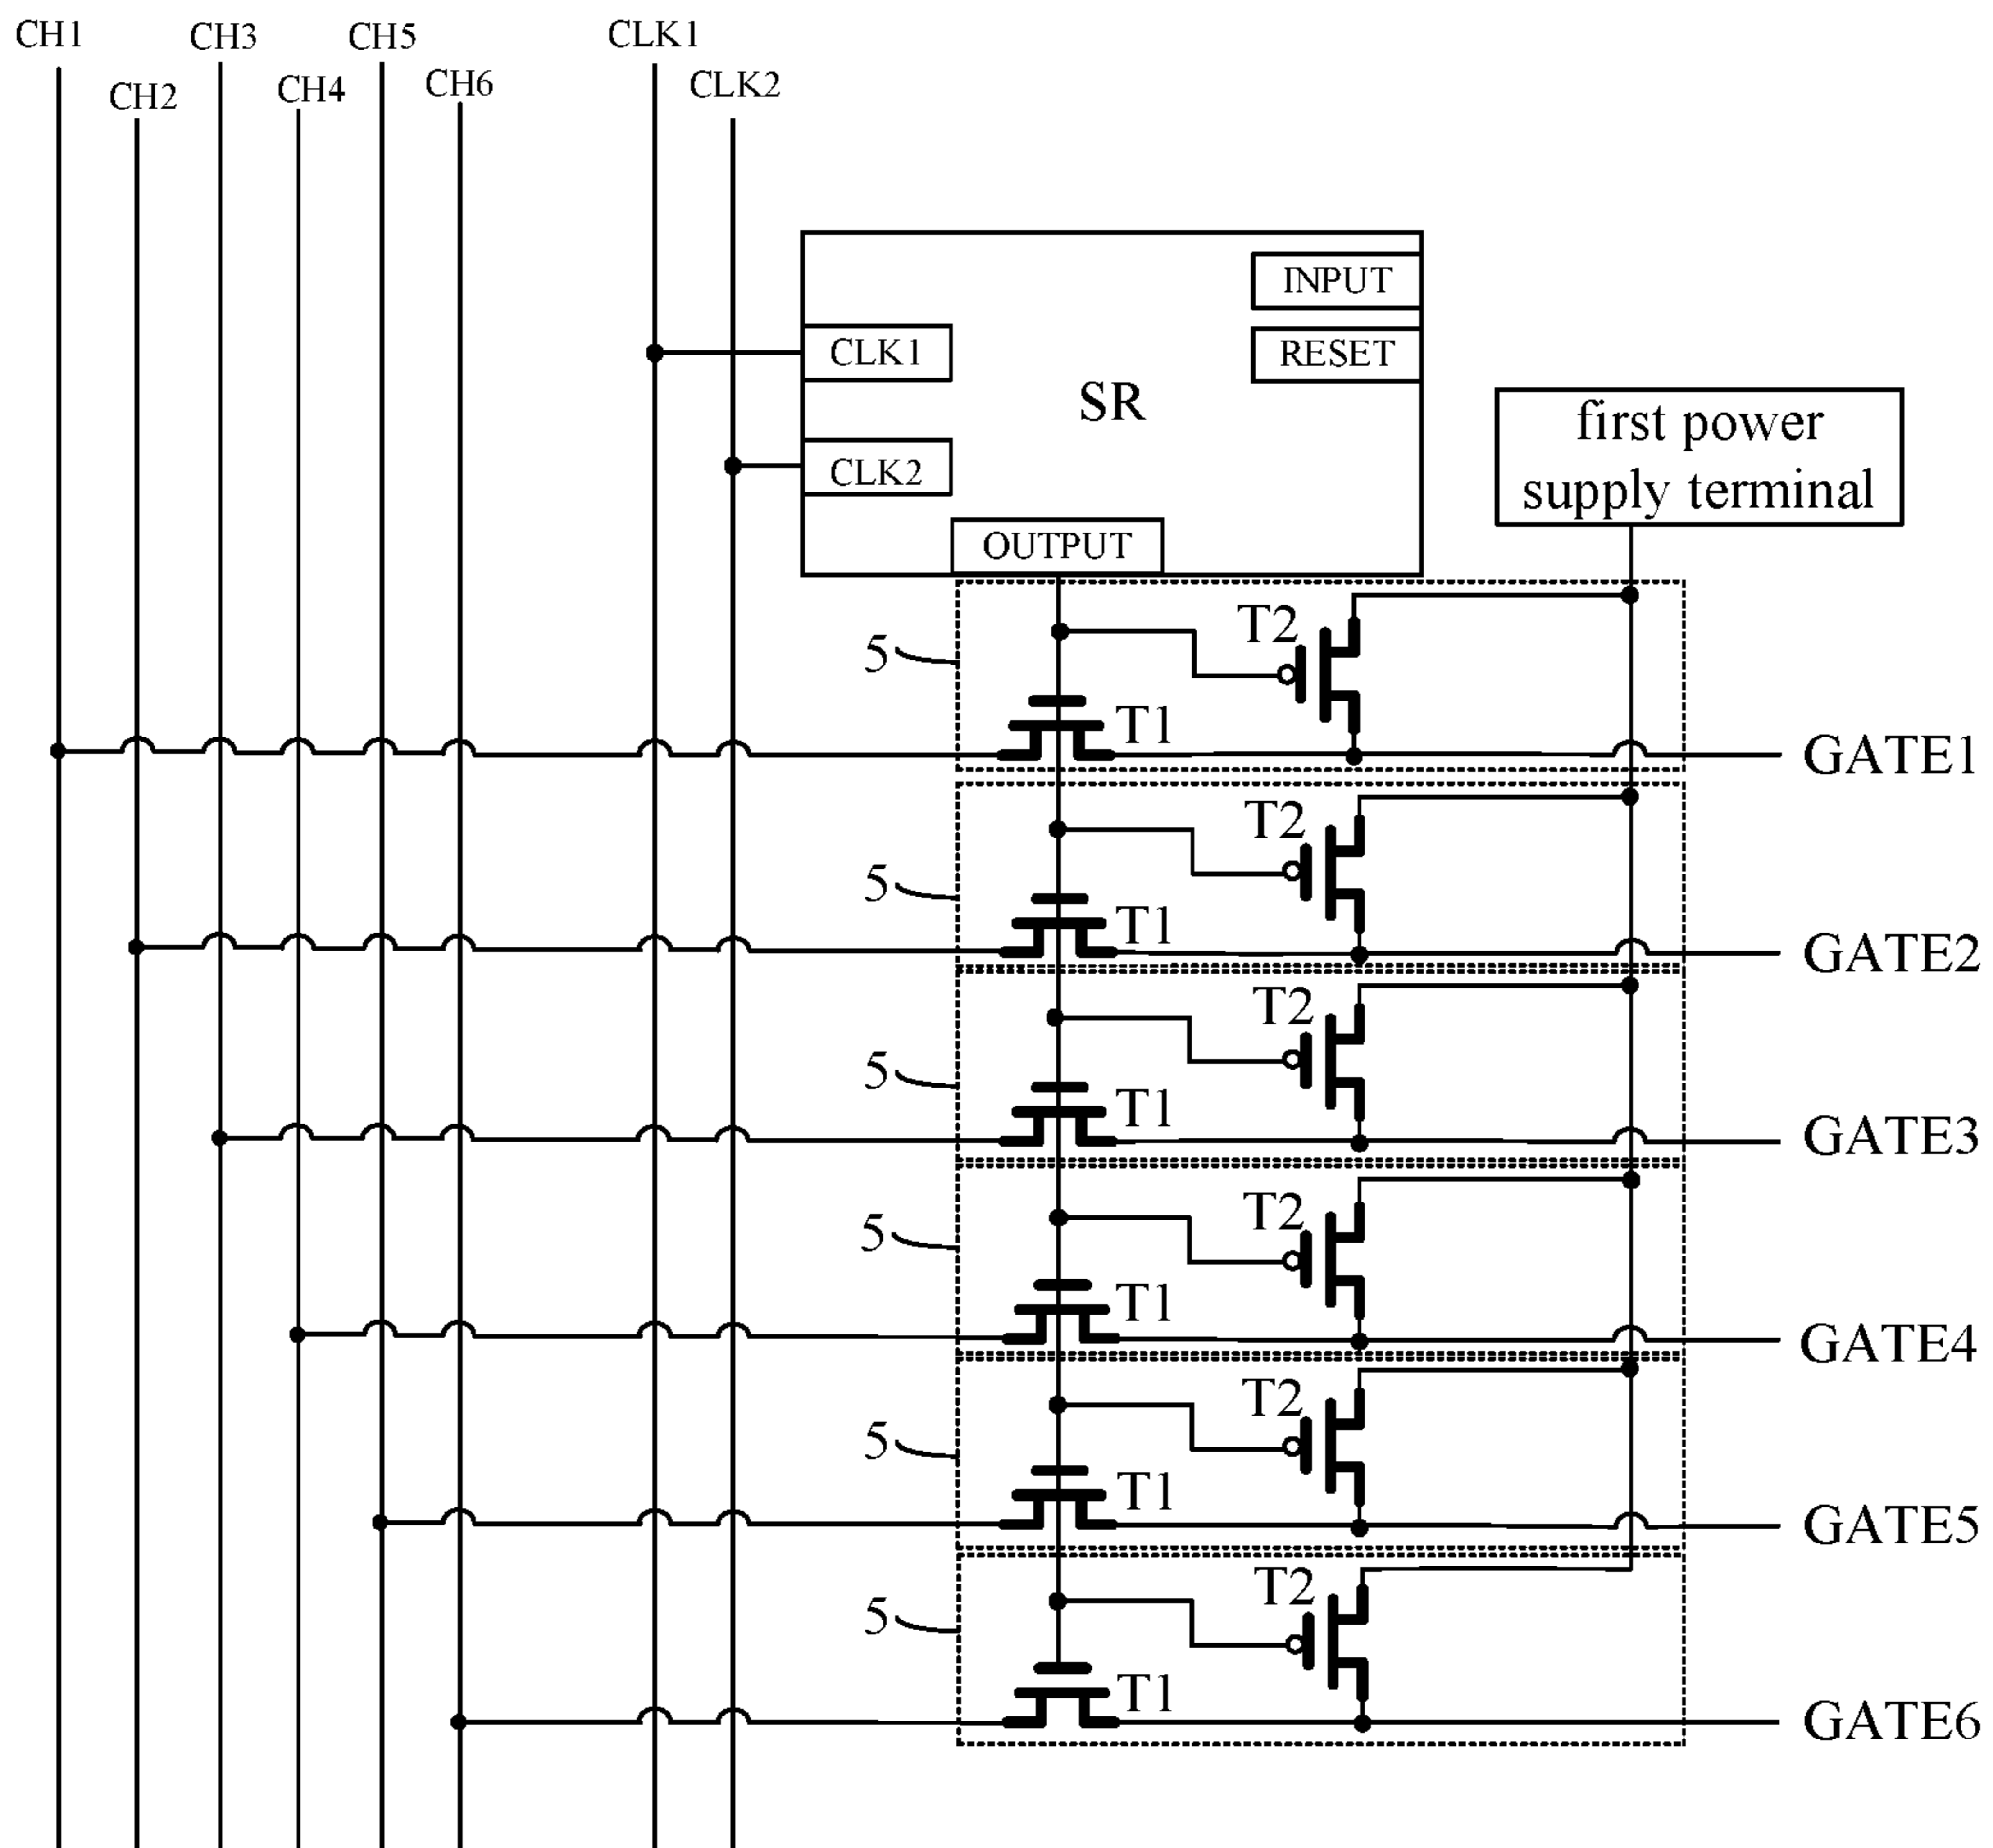 CH1
CH3
CH5
CLK1
CH2
CH4
CH6
CLK2
INPUT
CLK1
RESET
SR
first power
supply terminal
CLK2
OUTPUT
T2
5
T1
GATE1
T2
5
T1
GATE2
T2
5
T1
GATE3
T2
5
T1
GATE4
T2
5
T1
GATE5
T2
5
T1
GATE6